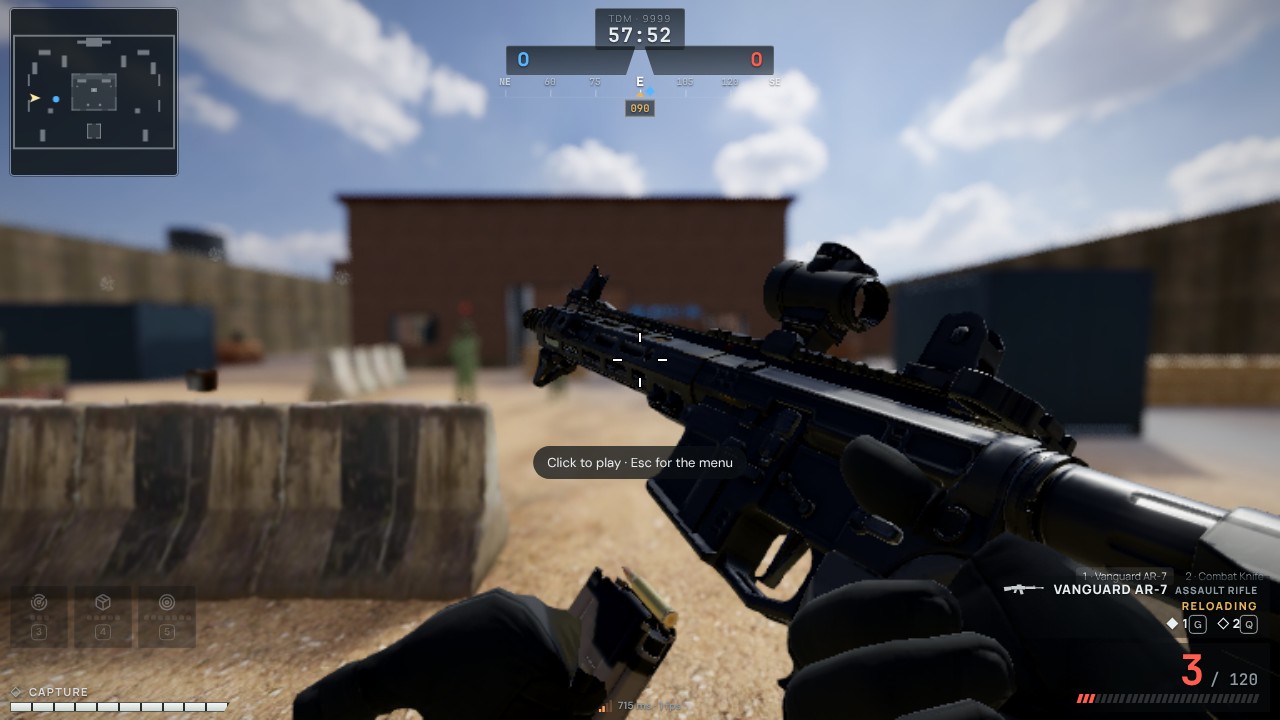 TDM · 9999
57:52
0
0
NE 60 75 E 105 120 SE
090
Click to play · Esc for the menu
1 · Vanguard AR-7 2 · Combat Knife
VANGUARD AR-7 ASSAULT RIFLE
RELOADING
1 G 2 Q
3 / 120
3 4 5
CAPTURE